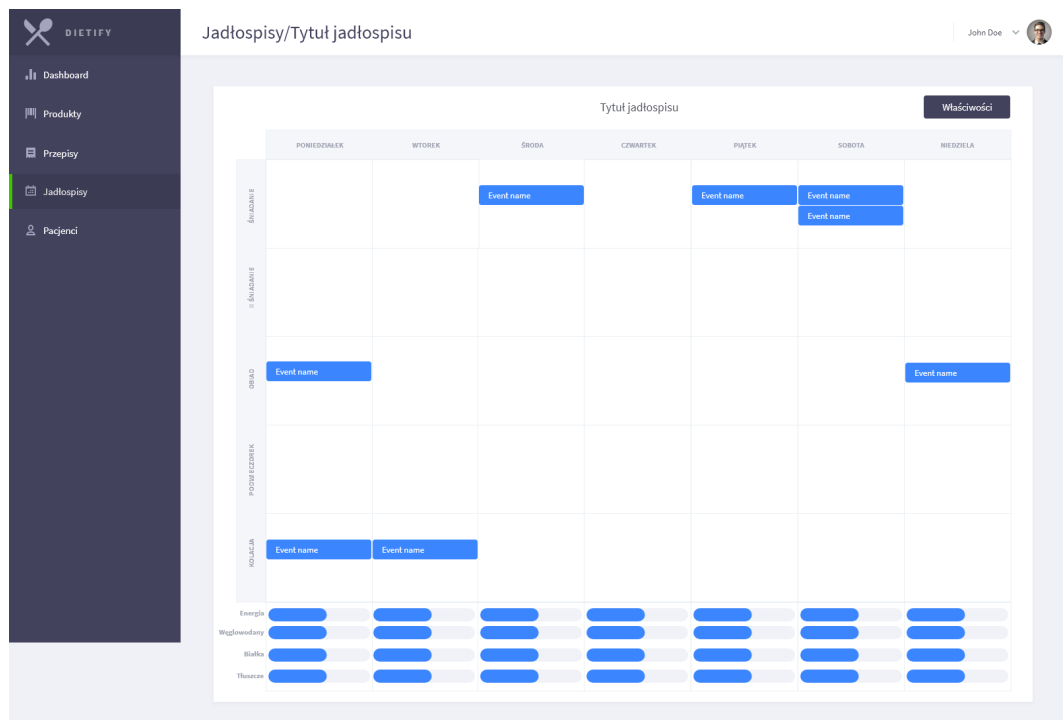 DIETIFY
Jadłospisy/Tytuł jadłospisu
John Doe
Dashboard
Produkty
Przepisy
Jadłospisy
Pacjenci
Tytuł jadłospisu
Właściwości
PONIEDZIAŁEK WTOREK ŚRODA CZWARTEK PIĄTEK SOBOTA NIEDZIELA
ŚNIADANIE
Event name Event name Event name
Event name
II ŚNIADANIE
OBIAD
Event name Event name
PODWIECZOREK
KOLACJA
Event name Event name
Energia
Węglowodany
Białka
Tłuszcze